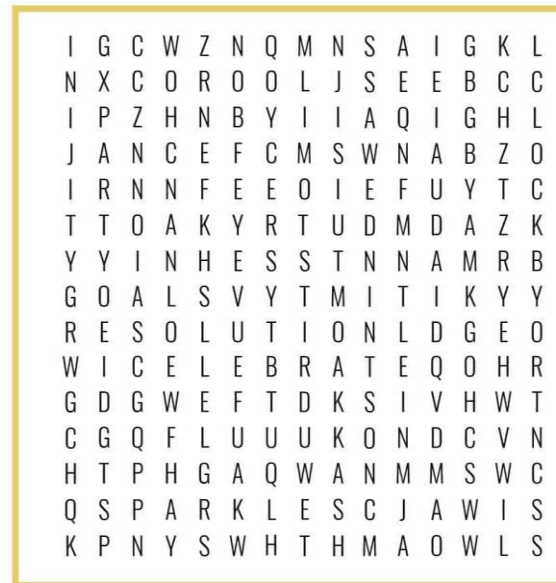 I G C W Z N Q M N S A I G K L
N X C O R O O L J S E E B C C
I P Z H N B Y I I A Q I G H L
J A N C E F C M S W N A B Z O
I R N N F E E O I E F U Y T C
T T O A K Y R T U D M D A Z K
Y Y I N H E S S T N N A M R B
G O A L S V Y T M I T I K Y Y
R E S O L U T I O N L D G E O
W I C E L E B R A T E Q O H R
G D G W E F T D K S I V H W T
C G Q F L U U U K O N D C V N
H T P H G A Q W A N M M S W C
Q S P A R K L E S C J A W I S
K P N Y S W H T H M A O W L S